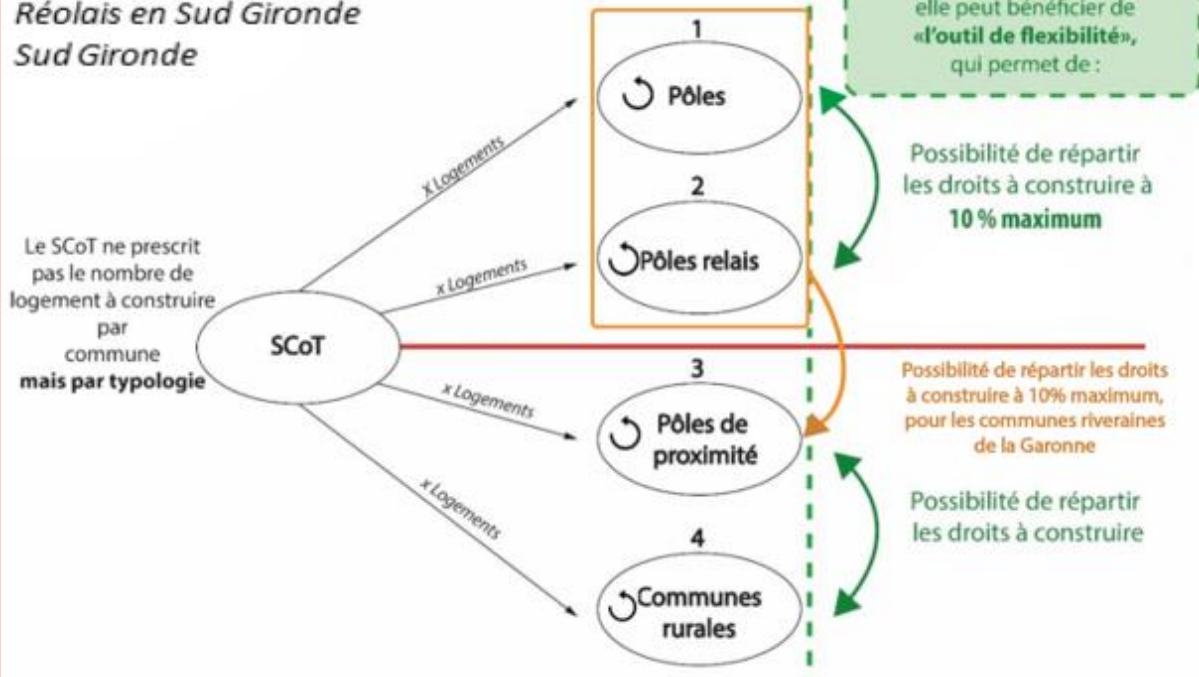 Réolais en Sud Gironde
Sud Gironde
elle peut bénéficier de
«l'outil de flexibilité»,
qui permet de :
1
Pôles
X Logements
Possibilité de répartir
les droits à construire à
10 % maximum
2
Pôles relais
x Logements
Le SCoT ne prescrit
pas le nombre de
logement à construire
par
commune
mais par typologie
SCoT
3
Pôles de
proximité
x Logements
Possibilité de répartir les droits
à construire à 10% maximum,
pour les communes riveraines
de la Garonne
Possibilité de répartir
les droits à construire
x Logements
4
Communes
rurales